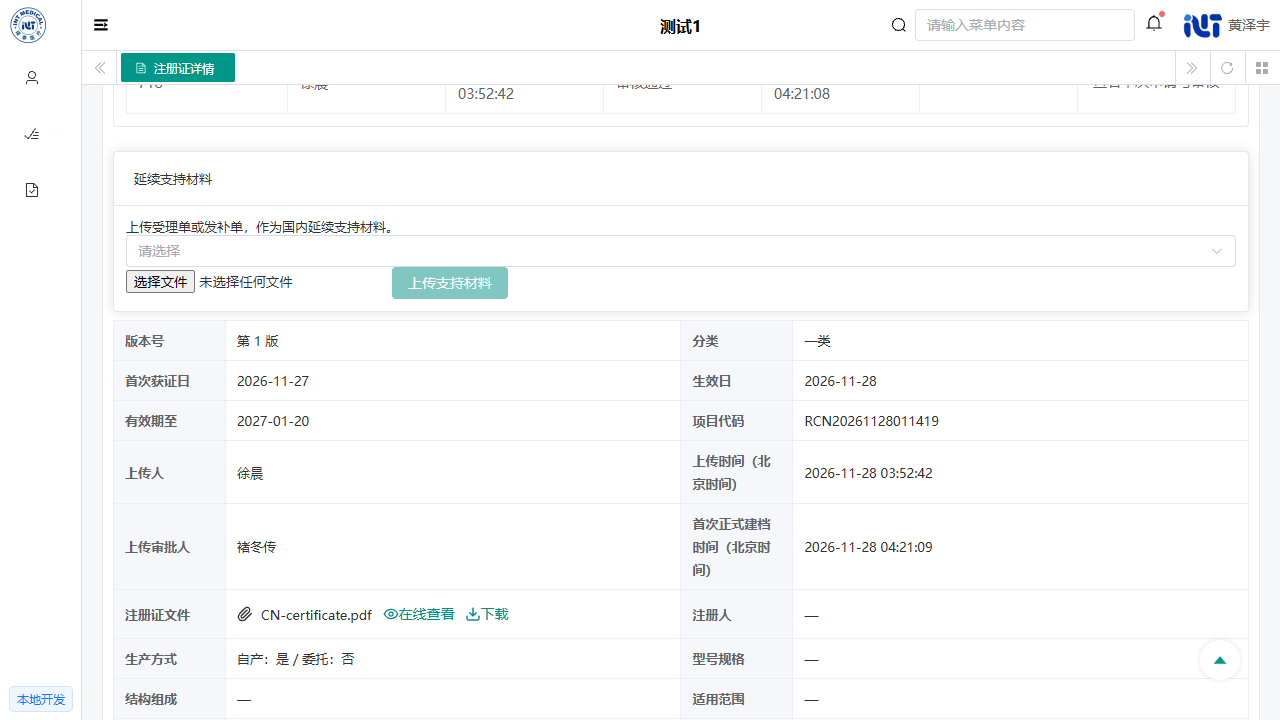 测试1
请输入菜单内容
黄泽宇
注册证详情
03:52:42
04:21:08
延续支持材料
上传受理单或发补单，作为国内延续支持材料。
请选择
选择文件 未选择任何文件
上传支持材料
版本号 第 1 版 分类 一类
首次获证日 2026-11-27 生效日 2026-11-28
有效期至 2027-01-20 项目代码 RCN20261128011419
上传人 徐晨 上传时间（北
京时间） 2026-11-28 03:52:42
上传审批人 褚冬传 首次正式建档
时间（北京时
间） 2026-11-28 04:21:09
注册证文件 CN-certificate.pdf 在线查看 下载 注册人 —
生产方式 自产：是 / 委托：否 型号规格 —
结构组成 — 适用范围 —
本地开发